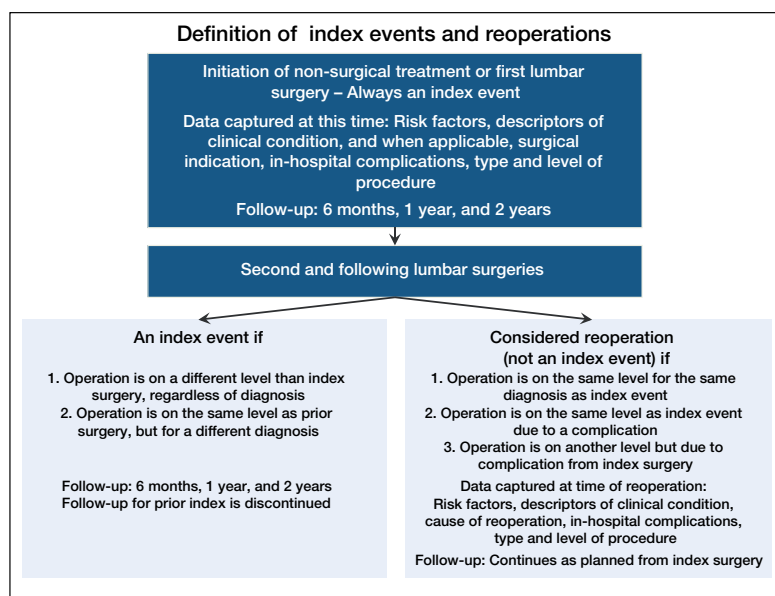 Definition of index events and reoperations
Initiation of non-surgical treatment or first lumbar
surgery – Always an index event
Data captured at this time: Risk factors, descriptors of
clinical condition, and when applicable, surgical
indication, in-hospital complications, type and level of
procedure
Follow-up: 6 months, 1 year, and 2 years
Second and following lumbar surgeries
An index event if
1. Operation is on a different level than index
surgery, regardless of diagnosis
2. Operation is on the same level as prior
surgery, but for a different diagnosis
Follow-up: 6 months, 1 year, and 2 years
Follow-up for prior index is discontinued
Considered reoperation
(not an index event) if
1. Operation is on the same level for the same
diagnosis as index event
2. Operation is on the same level as index event
due to a complication
3. Operation is on another level but due to
complication from index surgery
Data captured at time of reoperation:
Risk factors, descriptors of clinical condition,
cause of reoperation, in-hospital complications,
type and level of procedure
Follow-up: Continues as planned from index surgery